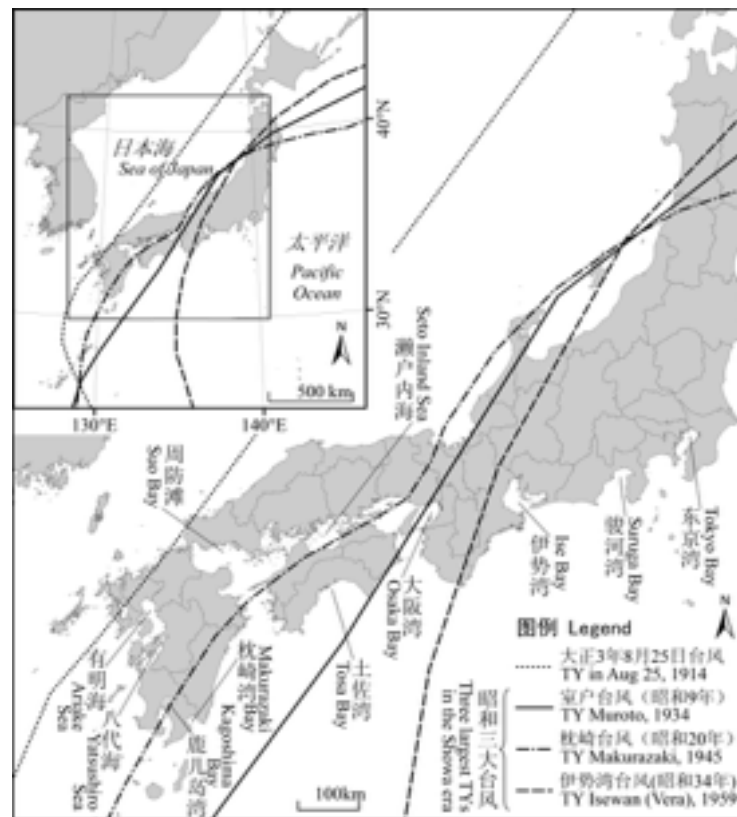 日本海
Sea of Japan
太平洋
Pacific
Ocean
40°N
30°N
N
500 km
130°E
140°E
Seto Inland Sea
濑户内海
周防滩
Suo Bay
大阪湾
Osaka Bay
Ise Bay
伊势湾
Suruga Bay
骏河湾
Tokyo Bay
东京湾
土佐湾
Tosa Bay
Makurazaki
Bay
枕崎湾
Kagoshima
Bay
鹿儿岛湾
有明海
Ariake
Sea
八代海
Yatsushiro
Sea
100km
N
图例 Legend
大正3年8月25日台风
TY in Aug 25, 1914
昭和三大台风
Three largest TYs
in the Showa era
室户台风（昭和9年）
TY Muroto, 1934
枕崎台风（昭和20年）
TY Makurazaki, 1945
伊势湾台风(昭和34年)
TY Isewan (Vera), 1959